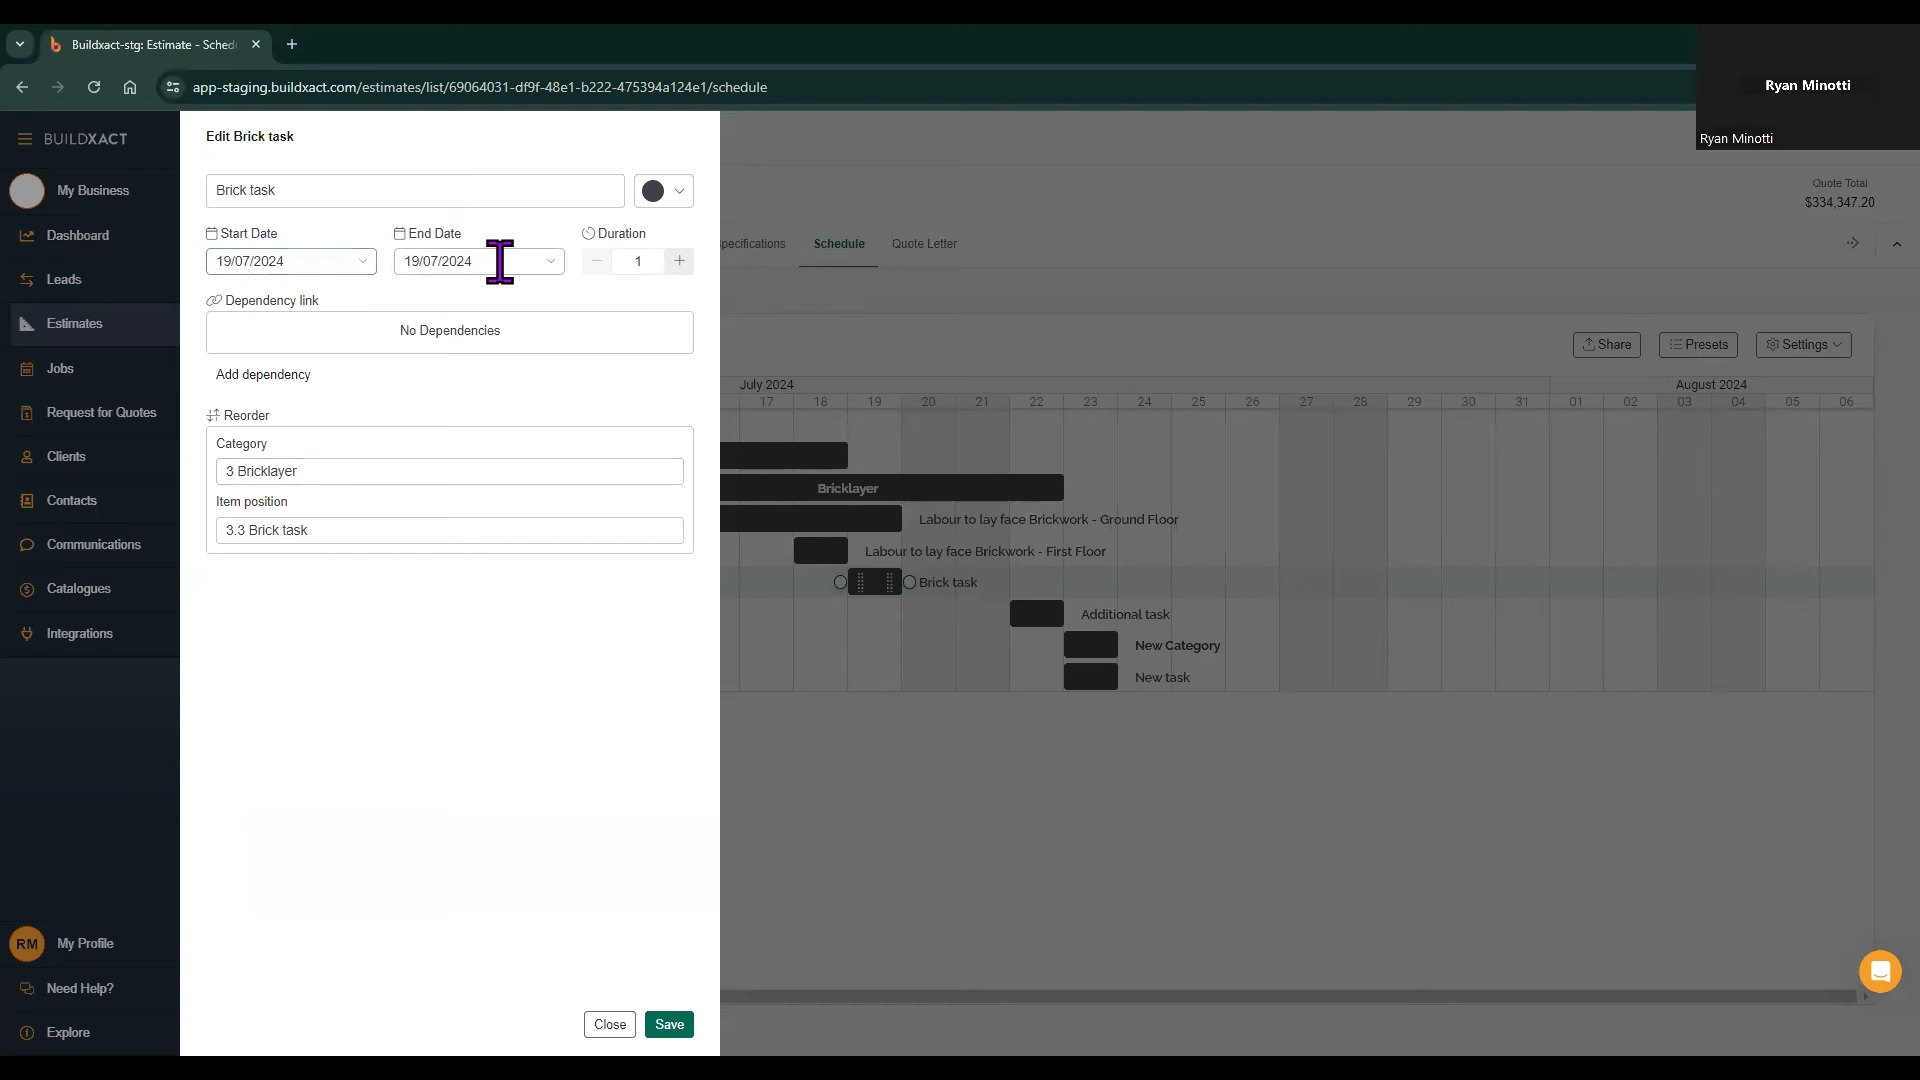 Buildxact-stg: Estimate - Sched
app-staging.buildxact.com/estimates/list/69064031-df9f-48e1-b222-475394a124e1/schedule
Ryan Minotti
Ryan Minotti
BUILDXACT
My Business
Dashboard
Leads
Estimates
Jobs
Request for Quotes
Clients
Contacts
Communications
Catalogues
Integrations
RM My Profile
Need Help?
Explore
Edit Brick task
Brick task
Start Date End Date Duration
19/07/2024 19/07/2024 1
Dependency link
No Dependencies
Add dependency
Reorder
Category
3 Bricklayer
Item position
3.3 Brick task
Close Save
Quote Total
$334,347.20
pecifications Schedule Quote Letter
Share Presets Settings
July 2024 August 2024
17 18 19 20 21 22 23 24 25 26 27 28 29 30 31 01 02 03 04 05 06
Bricklayer
Labour to lay face Brickwork - Ground Floor
Labour to lay face Brickwork - First Floor
Brick task
Additional task
New Category
New task